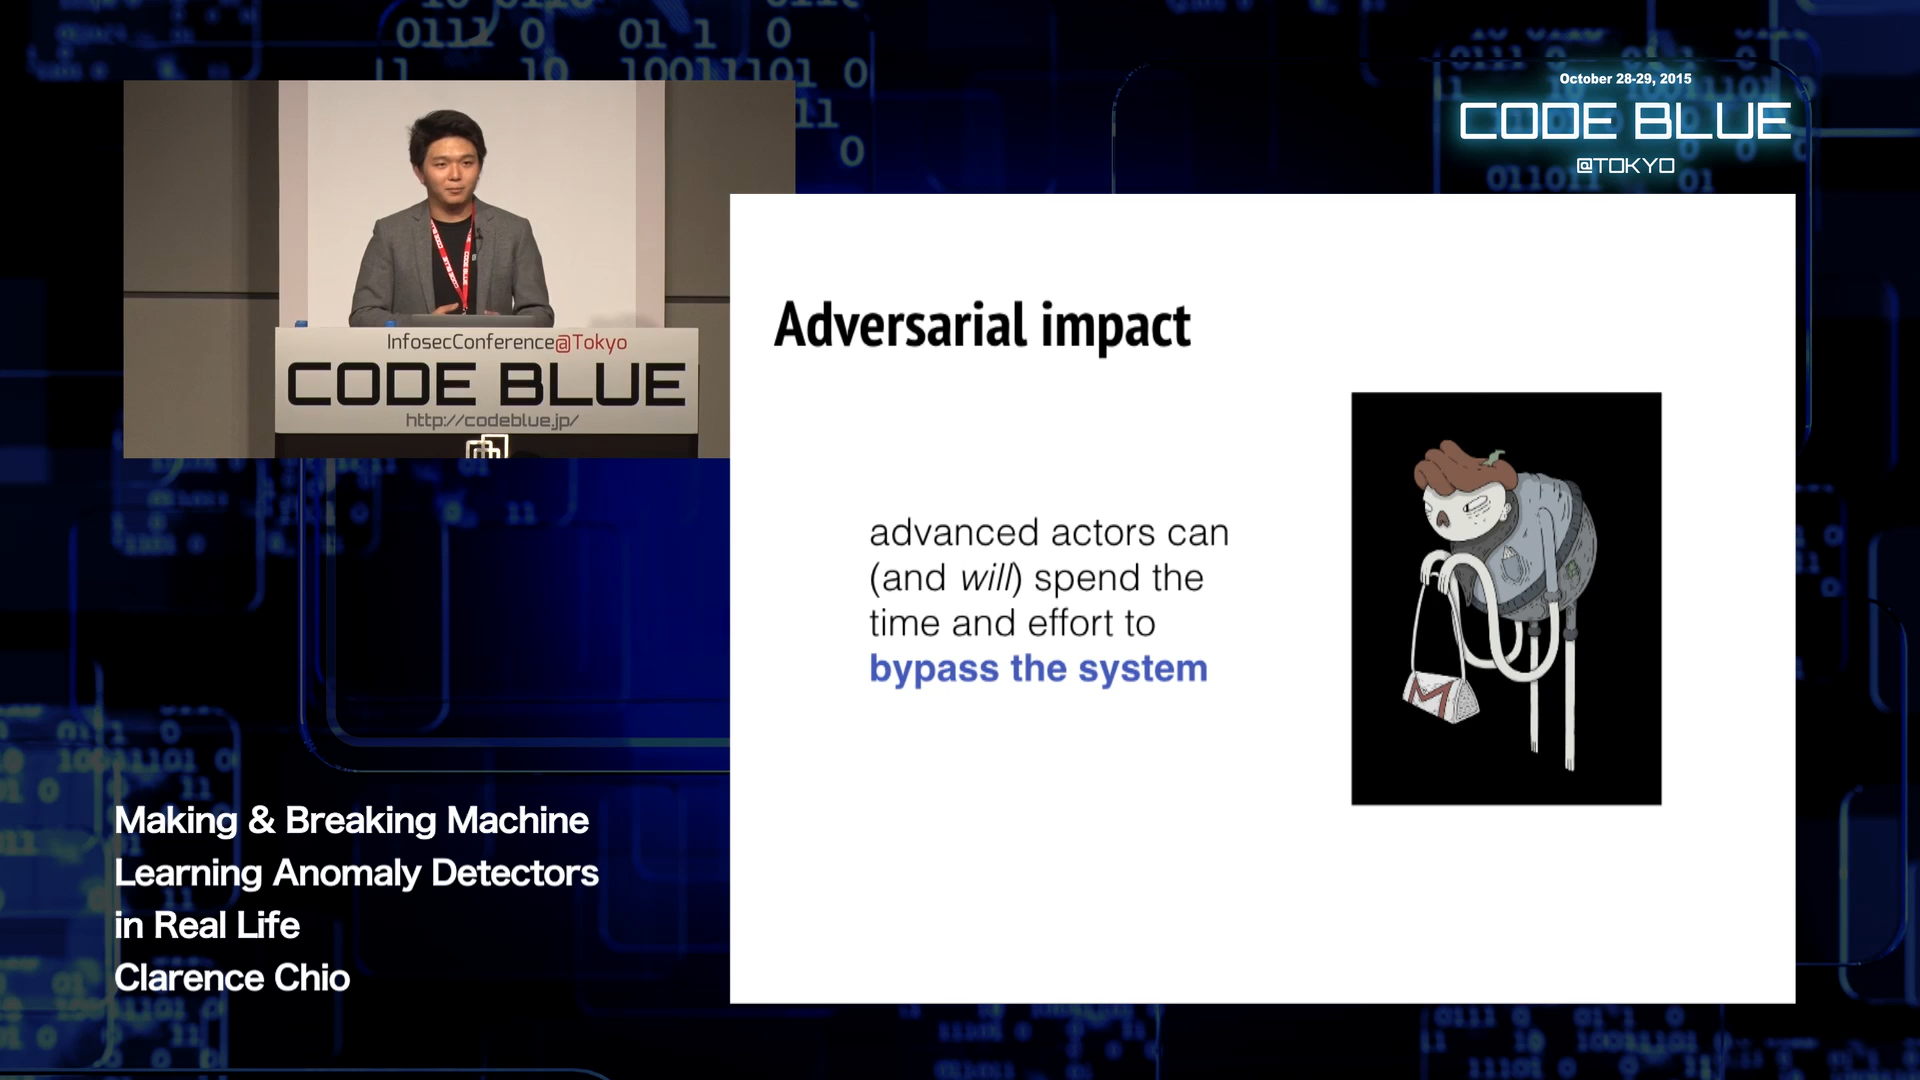 October 28-29, 2015
CODE BLUE
@TOKYO
InfosecConference@Tokyo
CODE BLUE
http://codeblue.jp/
Adversarial impact
advanced actors can
(and will) spend the
time and effort to
bypass the system
M
Making & Breaking Machine
Learning Anomaly Detectors
in Real Life
Clarence Chio